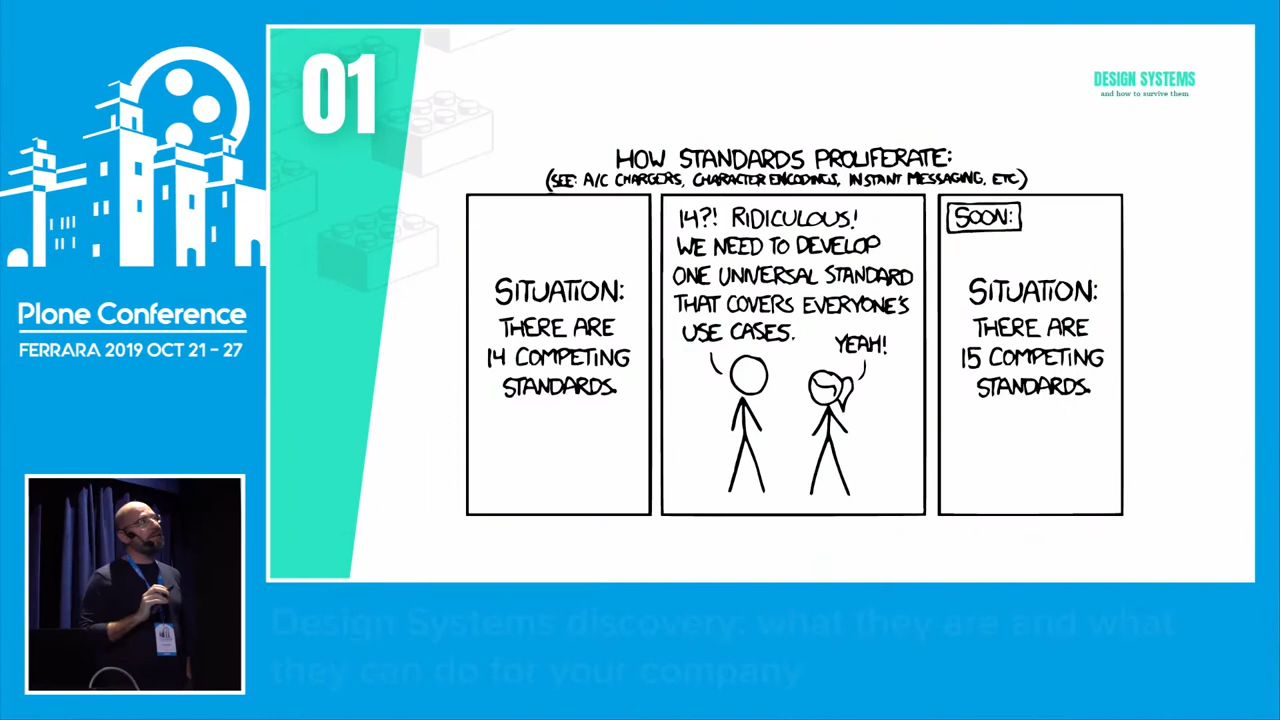 01
DESIGN SYSTEMS
and how to survive them
HOW STANDARDS PROLIFERATE:
(SEE: A/C CHARGERS, CHARACTER ENCODINGS, INSTANT MESSAGING, ETC.)
SITUATION:
THERE ARE
14 COMPETING
STANDARDS.
14?! RIDICULOUS!
WE NEED TO DEVELOP
ONE UNIVERSAL STANDARD
THAT COVERS EVERYONE'S
USE CASES.
YEAH!
SOON:
SITUATION:
THERE ARE
15 COMPETING
STANDARDS.
Plone Conference
FERRARA 2019 OCT 21 - 27
Design Systems discovery: what they are and what
they can do for your company